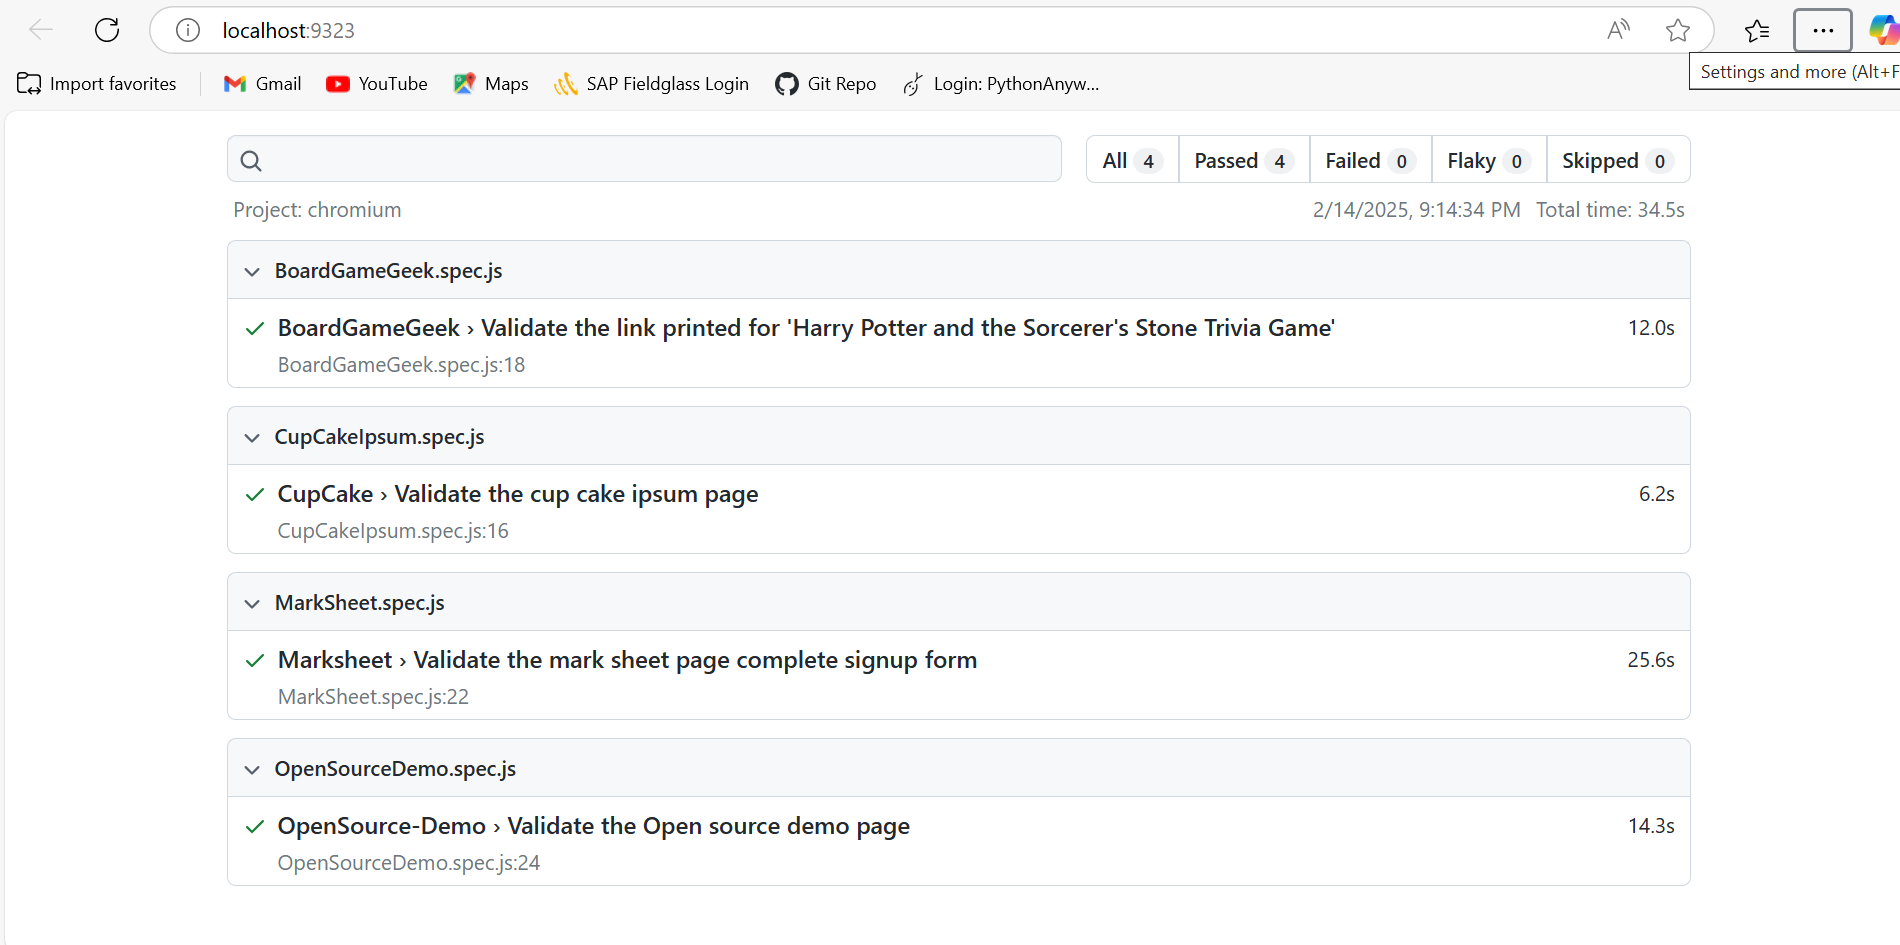 localhost:9323
Settings and more (Alt+F
Import favorites Gmail YouTube Maps SAP Fieldglass Login Git Repo Login: PythonAnyw...
All 4 Passed 4 Failed 0 Flaky 0 Skipped 0
Project: chromium 2/14/2025, 9:14:34 PM Total time: 34.5s
BoardGameGeek.spec.js
BoardGameGeek › Validate the link printed for 'Harry Potter and the Sorcerer's Stone Trivia Game' 12.0s
BoardGameGeek.spec.js:18
CupCakeIpsum.spec.js
CupCake › Validate the cup cake ipsum page 6.2s
CupCakeIpsum.spec.js:16
MarkSheet.spec.js
Marksheet › Validate the mark sheet page complete signup form 25.6s
MarkSheet.spec.js:22
OpenSourceDemo.spec.js
OpenSource-Demo › Validate the Open source demo page 14.3s
OpenSourceDemo.spec.js:24